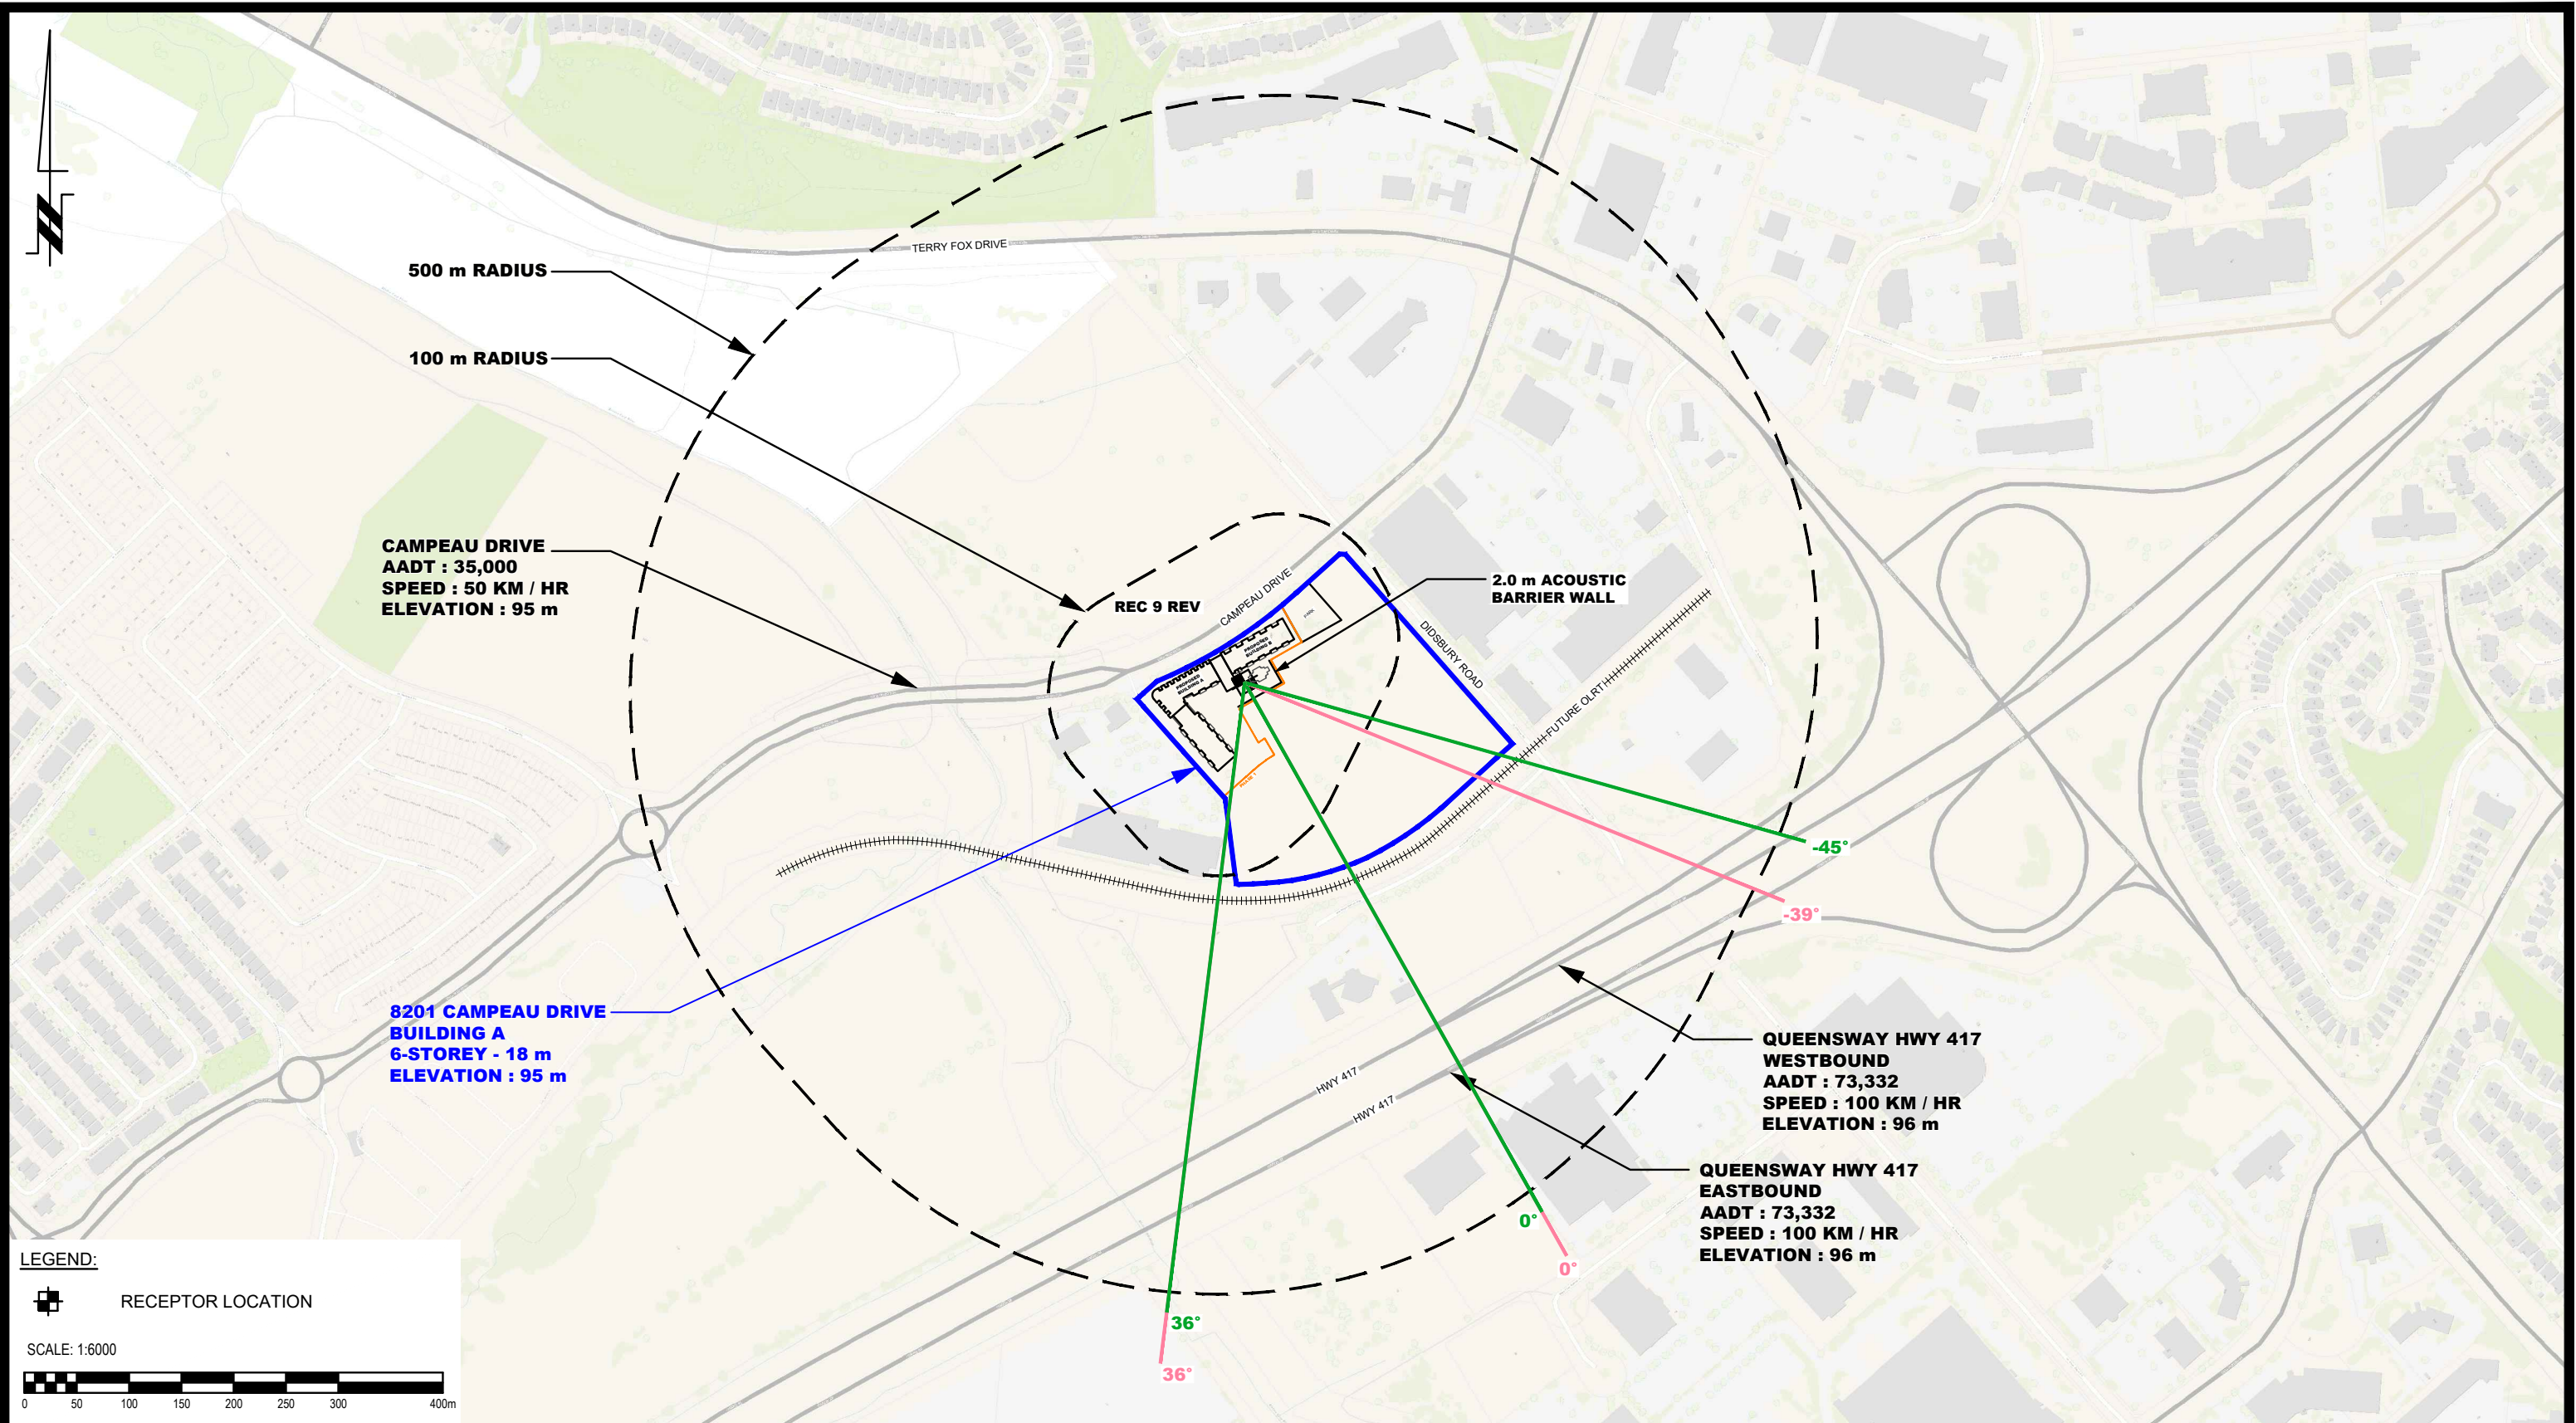 TERRY FOX DRIVE
500 m RADIUS
100 m RADIUS
CAMPEAU DRIVE
AADT : 35,000
SPEED : 50 KM / HR
ELEVATION : 95 m
REC 9 REV
CAMPEAU DRIVE
2.0 m ACOUSTIC
BARRIER WALL
DIDSBURY ROAD
PROPOSED
BUILDING B
PROPOSED
BUILDING A
FUTURE OLRT
-45°
-39°
8201 CAMPEAU DRIVE
BUILDING A
6-STOREY - 18 m
ELEVATION : 95 m
HWY 417
HWY 417
QUEENSWAY HWY 417
WESTBOUND
AADT : 73,332
SPEED : 100 KM / HR
ELEVATION : 96 m
QUEENSWAY HWY 417
EASTBOUND
AADT : 73,332
SPEED : 100 KM / HR
ELEVATION : 96 m
0°
0°
36°
36°
LEGEND:
RECEPTOR LOCATION
SCALE: 1:6000
0 50 100 150 200 250 300 400m